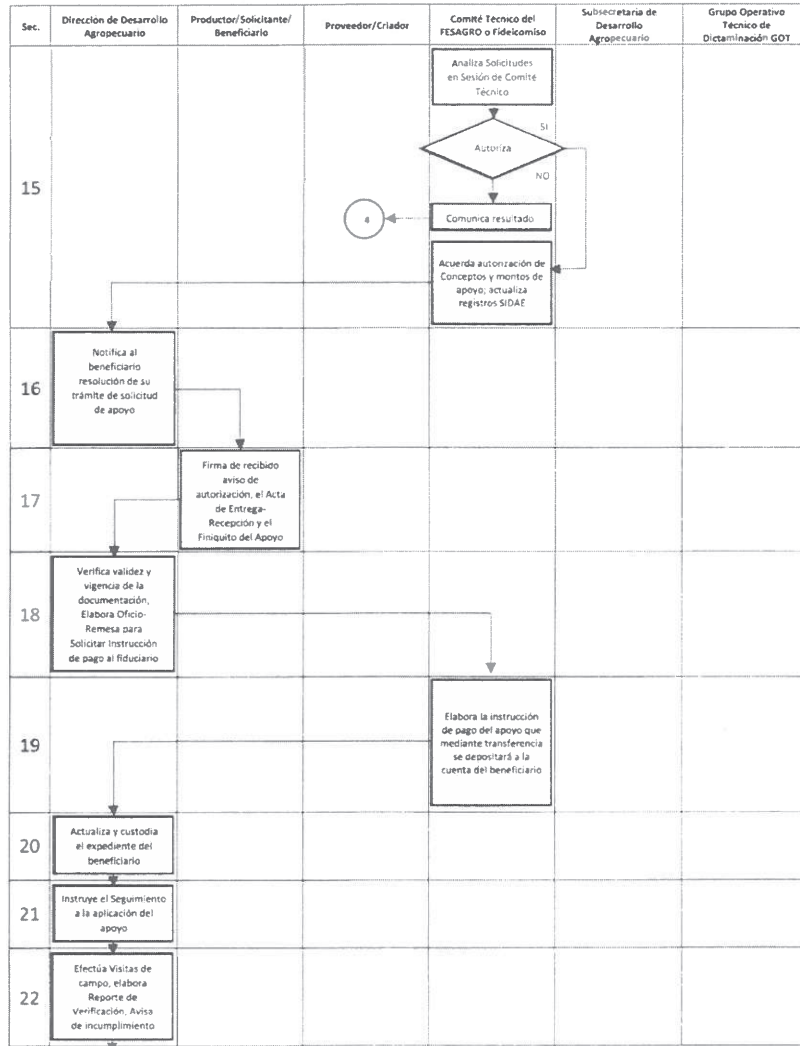 Sec.
Dirección de Desarrollo
Agropecuario
Productor/Solicitante/
Beneficiario
Proveedor/Criador
Comité Técnico del
FESAGRO o Fideicomiso
Subsecretaria de
Desarrollo
Agropecuario
Grupo Operativo
Técnico de
Dictaminación GOT
15
Analiza Solicitudes
en Sesión de Comité
Técnico
SI
Autoriza
NO
Comunica resultado
Acuerda autorización de
Conceptos y montos de
apoyo; actualiza
registros SIDAE
16
Notifica al
beneficiario
resolución de su
trámite de solicitud
de apoyo
17
Firma de recibido
aviso de
autorización, el Acta
de Entrega-
Recepción y el
Finiquito del Apoyo
18
Verifica validez y
vigencia de la
documentación,
Elabora Oficio-
Remesa para
Solicitar Instrucción
de pago al fiduciario
19
Elabora la instrucción
de pago del apoyo que
mediante transferencia
se depositará a la
cuenta del beneficiario
20
Actualiza y custodia
el expediente del
beneficiario
21
Instruye el Seguimiento
a la aplicación del
apoyo
22
Efectúa Visitas de
campo, elabora
Reporte de
Verificación, Avisa
de incumplimiento